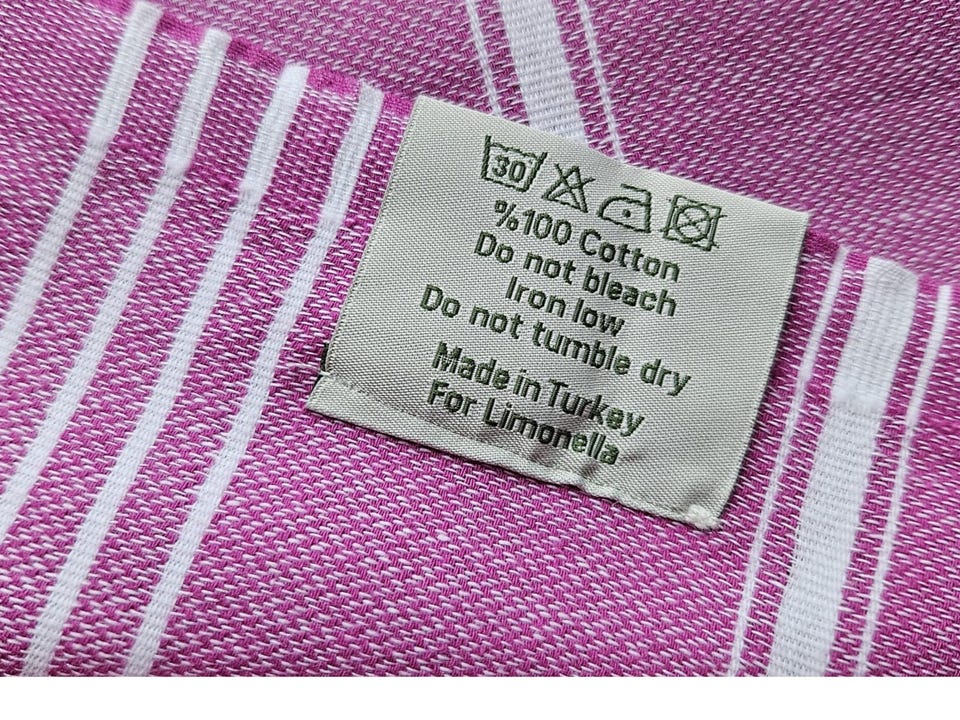 30
%100 Cotton
Do not bleach
Iron low
Do not tumble dry
Made in Turkey
For Limonella